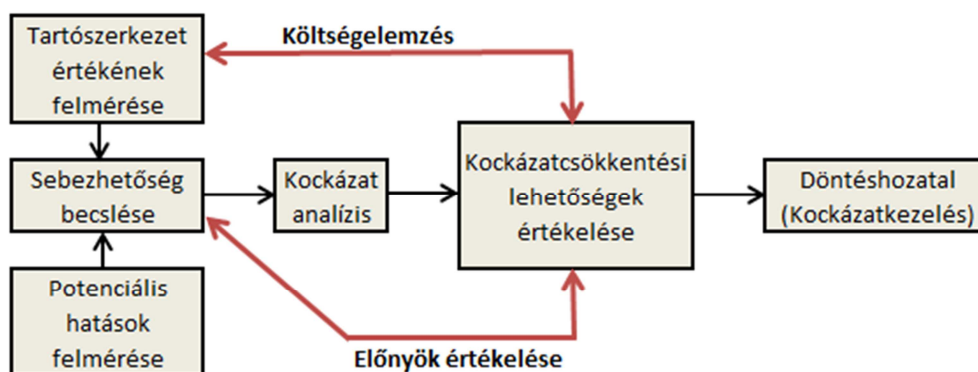 Tartószerkezet
értékének
felmérése
Költségelemzés
Sebezhetőség
becslése
Kockázat
analízis
Kockázatcsökkentési
lehetőségek
értékelése
Döntéshozatal
(Kockázatkezelés)
Potenciális
hatások
felmérése
Előnyök értékelése